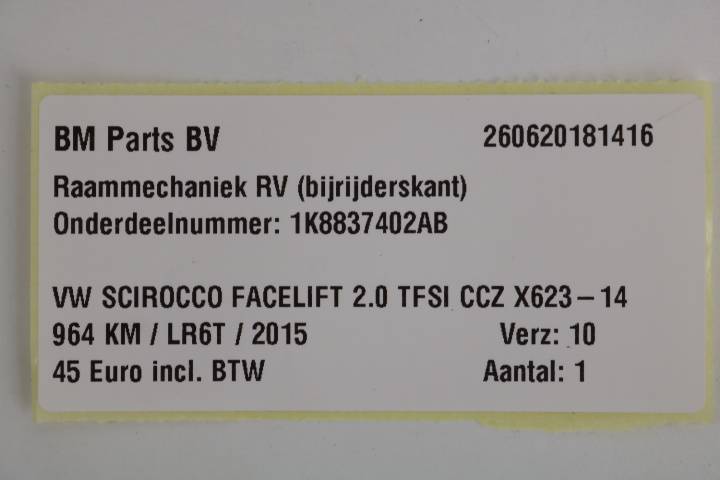 BM Parts BV 260620181416
Raammechaniek RV (bijrijderskant)
Onderdeelnummer: 1K8837402AB
VW SCIROCCO FACELIFT 2.0 TFSI CCZ X623-14
964 KM / LR6T / 2015 Verz: 10
45 Euro incl. BTW Aantal: 1